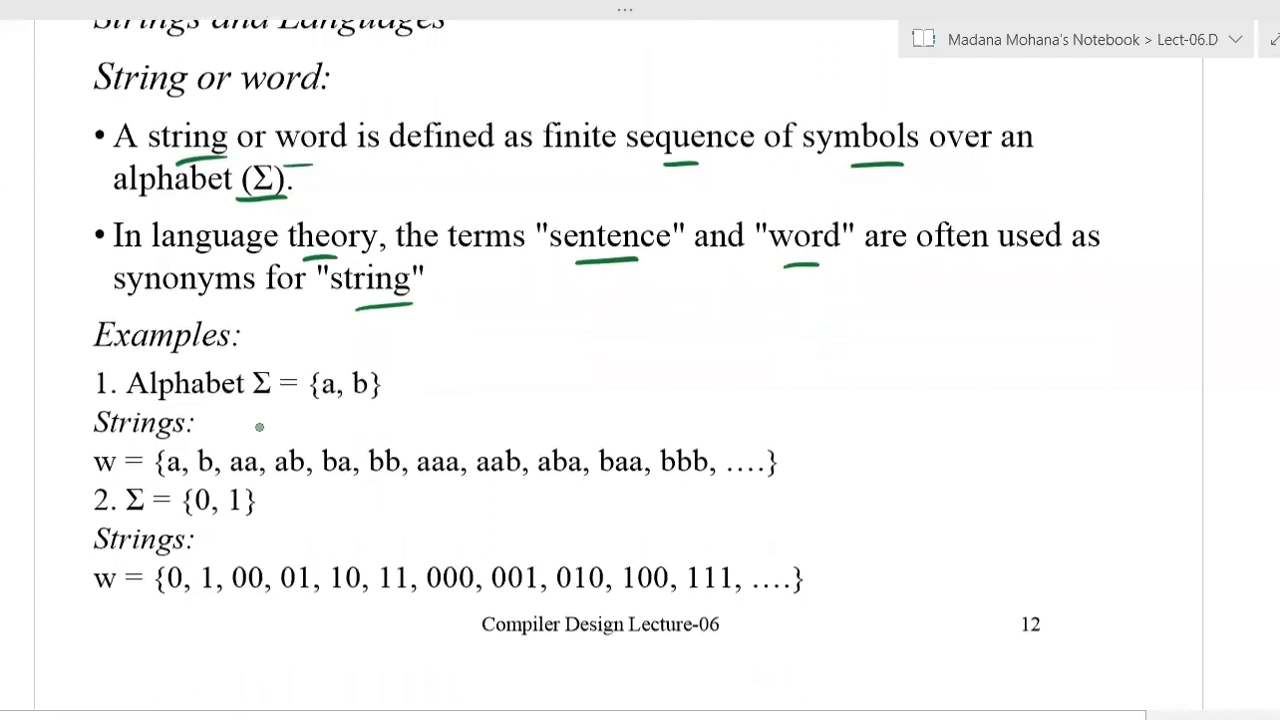 ...
Strings and Languages
Madana Mohana's Notebook > Lect-06.D
String or word:
• A string or word is defined as finite sequence of symbols over an
alphabet (Σ).
• In language theory, the terms "sentence" and "word" are often used as
synonyms for "string"
Examples:
1. Alphabet Σ = {a, b}
Strings:
w = {a, b, aa, ab, ba, bb, aaa, aab, aba, baa, bbb, ….}
2. Σ = {0, 1}
Strings:
w = {0, 1, 00, 01, 10, 11, 000, 001, 010, 100, 111, ….}
Compiler Design Lecture-06 12